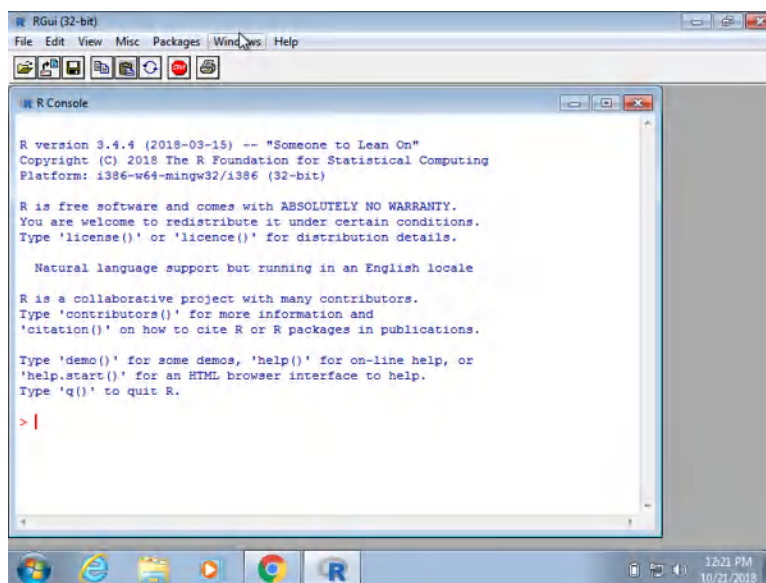 RGui (32-bit)
File Edit View Misc Packages Windows Help
STOP
R Console
R version 3.4.4 (2018-03-15) -- "Someone to Lean On"
Copyright (C) 2018 The R Foundation for Statistical Computing
Platform: i386-w64-mingw32/i386 (32-bit)
R is free software and comes with ABSOLUTELY NO WARRANTY.
You are welcome to redistribute it under certain conditions.
Type 'license()' or 'licence()' for distribution details.
Natural language support but running in an English locale
R is a collaborative project with many contributors.
Type 'contributors()' for more information and
'citation()' on how to cite R or R packages in publications.
Type 'demo()' for some demos, 'help()' for on-line help, or
'help.start()' for an HTML browser interface to help.
Type 'q()' to quit R.
>
12:21 PM
10/21/2018